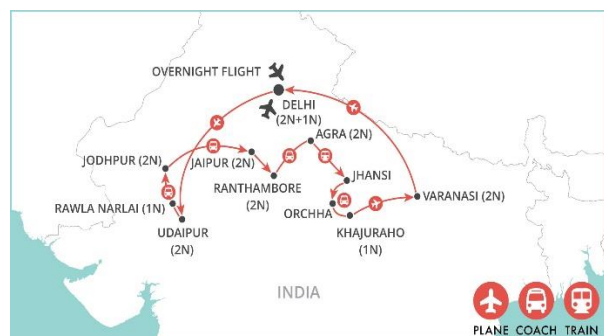 OVERNIGHT FLIGHT
DELHI
(2N+1N)
AGRA (2N)
JODHPUR (2N)
JAIPUR (2N)
JHANSI
RANTHAMBORE
(2N)
VARANASI (2N)
RAWLA NARLAI (1N)
ORCHHA
UDAIPUR
(2N)
KHAJURAHO
(1N)
INDIA
PLANE COACH TRAIN